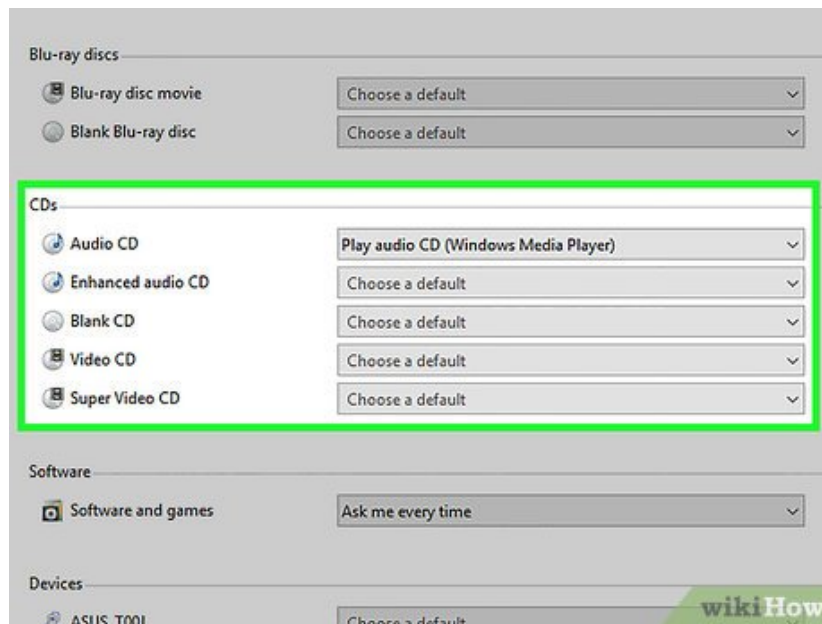 Blu-ray discs
Blu-ray disc movie Choose a default
Blank Blu-ray disc Choose a default
CDs
Audio CD Play audio CD (Windows Media Player)
Enhanced audio CD Choose a default
Blank CD Choose a default
Video CD Choose a default
Super Video CD Choose a default
Software
Software and games Ask me every time
Devices
ASUS_T00J Choose a default
wikiHow